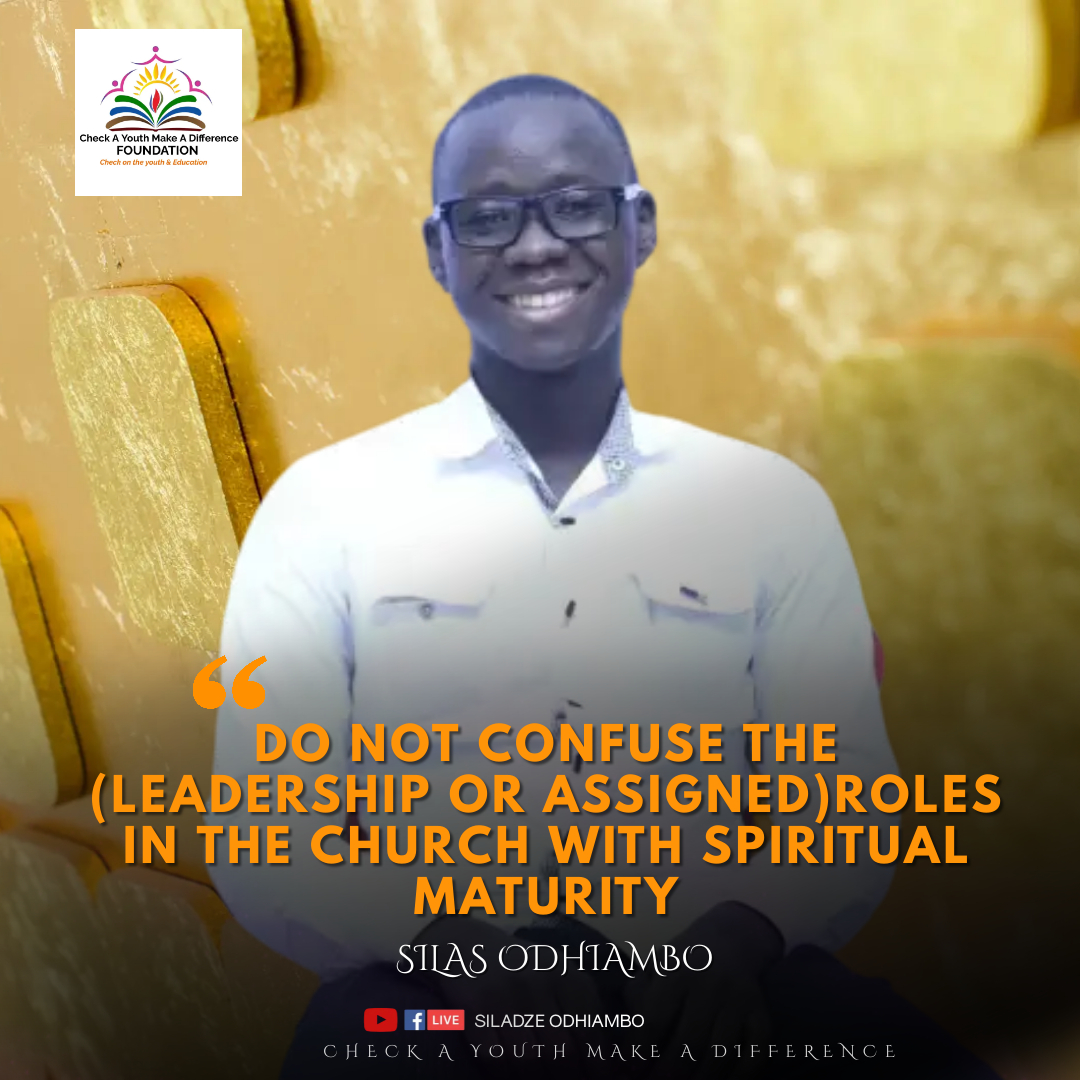 Check A Youth Make A Difference
FOUNDATION
Chech on the youth & Education
“
DO NOT CONFUSE THE
(LEADERSHIP OR ASSIGNED)ROLES
IN THE CHURCH WITH SPIRITUAL
MATURITY
SILAS ODHIAMBO
f LIVE SILADZE ODHIAMBO
CHECK A YOUTH MAKE A DIFFERENCE